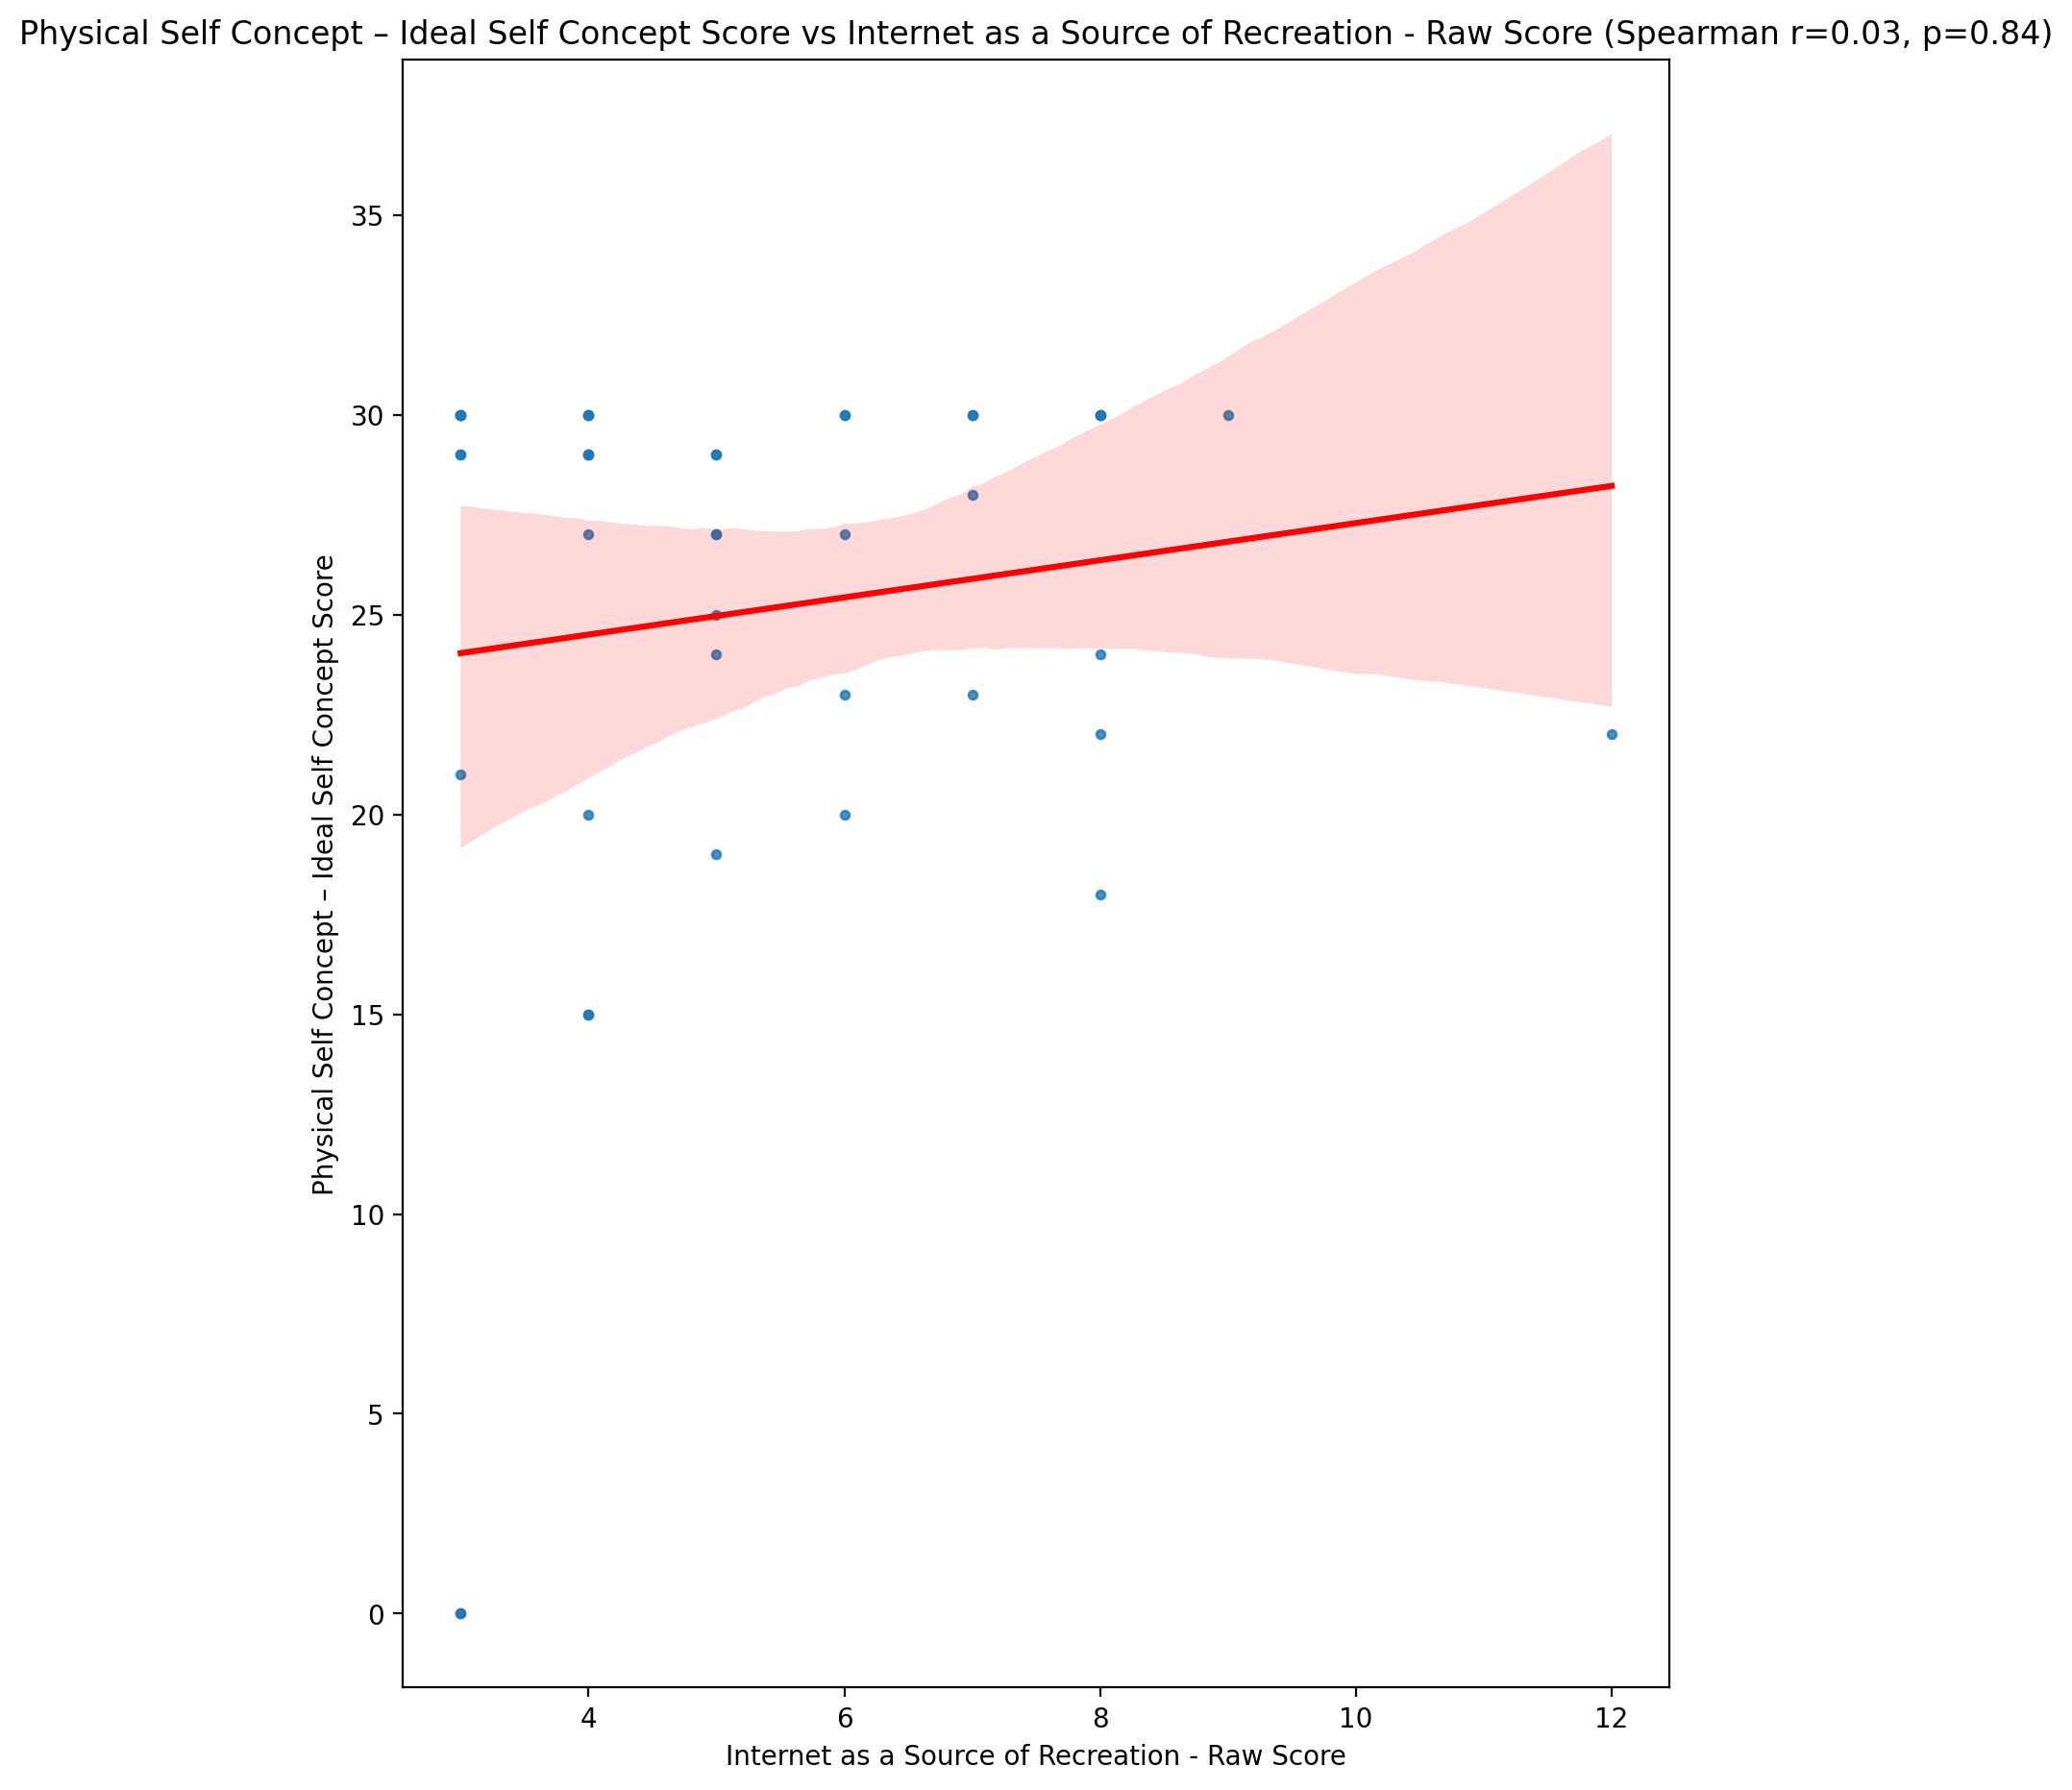 Physical Self Concept – Ideal Self Concept Score vs Internet as a Source of Recreation - Raw Score (Spearman r=0.03, p=0.84)
Physical Self Concept – Ideal Self Concept Score
35
30
25
20
15
10
5
0
4 6 8 10 12
Internet as a Source of Recreation - Raw Score